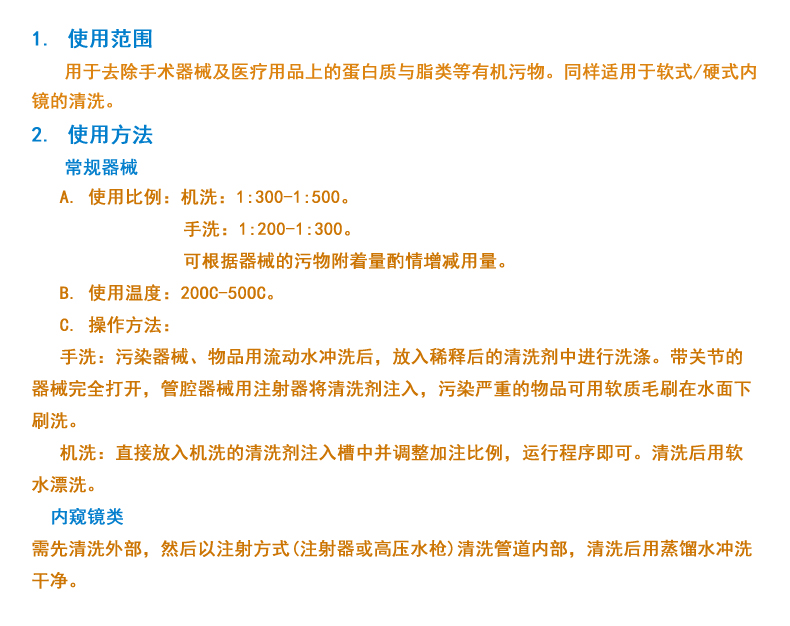 1. 使用范围
用于去除手术器械及医疗用品上的蛋白质与脂类等有机污物。同样适用于软式/硬式内
镜的清洗。
2. 使用方法
常规器械
A. 使用比例：机洗：1:300-1:500。
手洗：1:200-1:300。
可根据器械的污物附着量酌情增减用量。
B. 使用温度：200C-500C。
C. 操作方法：
手洗：污染器械、物品用流动水冲洗后，放入稀释后的清洗剂中进行洗涤。带关节的
器械完全打开，管腔器械用注射器将清洗剂注入，污染严重的物品可用软质毛刷在水面下
刷洗。
机洗：直接放入机洗的清洗剂注入槽中并调整加注比例，运行程序即可。清洗后用软
水漂洗。
内窥镜类
需先清洗外部，然后以注射方式(注射器或高压水枪)清洗管道内部，清洗后用蒸馏水冲洗
干净。